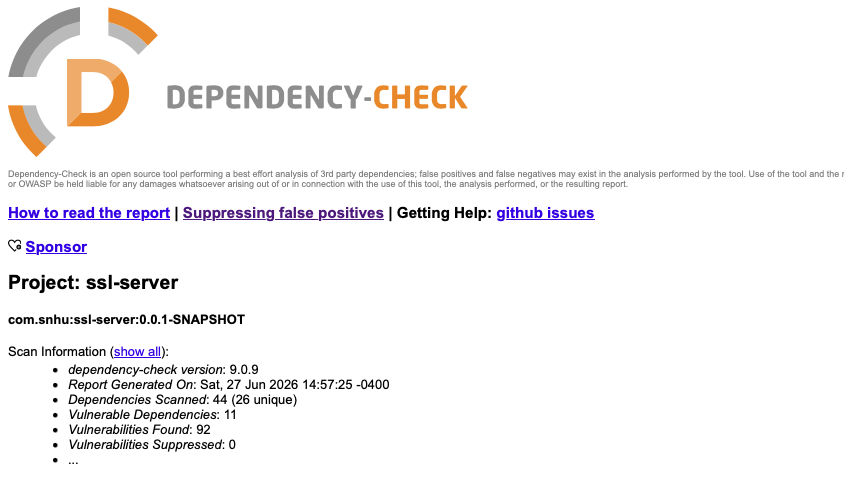 DEPENDENCY-CHECK
Dependency-Check is an open source tool performing a best effort analysis of 3rd party dependencies; false positives and false negatives may exist in the analysis performed by the tool. Use of the tool and the
or OWASP be held liable for any damages whatsoever arising out of or in connection with the use of this tool, the analysis performed, or the resulting report.
How to read the report | Suppressing false positives | Getting Help: github issues
Sponsor
Project: ssl-server
com.snhu:ssl-server:0.0.1-SNAPSHOT
Scan Information (show all):
• dependency-check version: 9.0.9
• Report Generated On: Sat, 27 Jun 2026 14:57:25 -0400
• Dependencies Scanned: 44 (26 unique)
• Vulnerable Dependencies: 11
• Vulnerabilities Found: 92
• Vulnerabilities Suppressed: 0
• ...